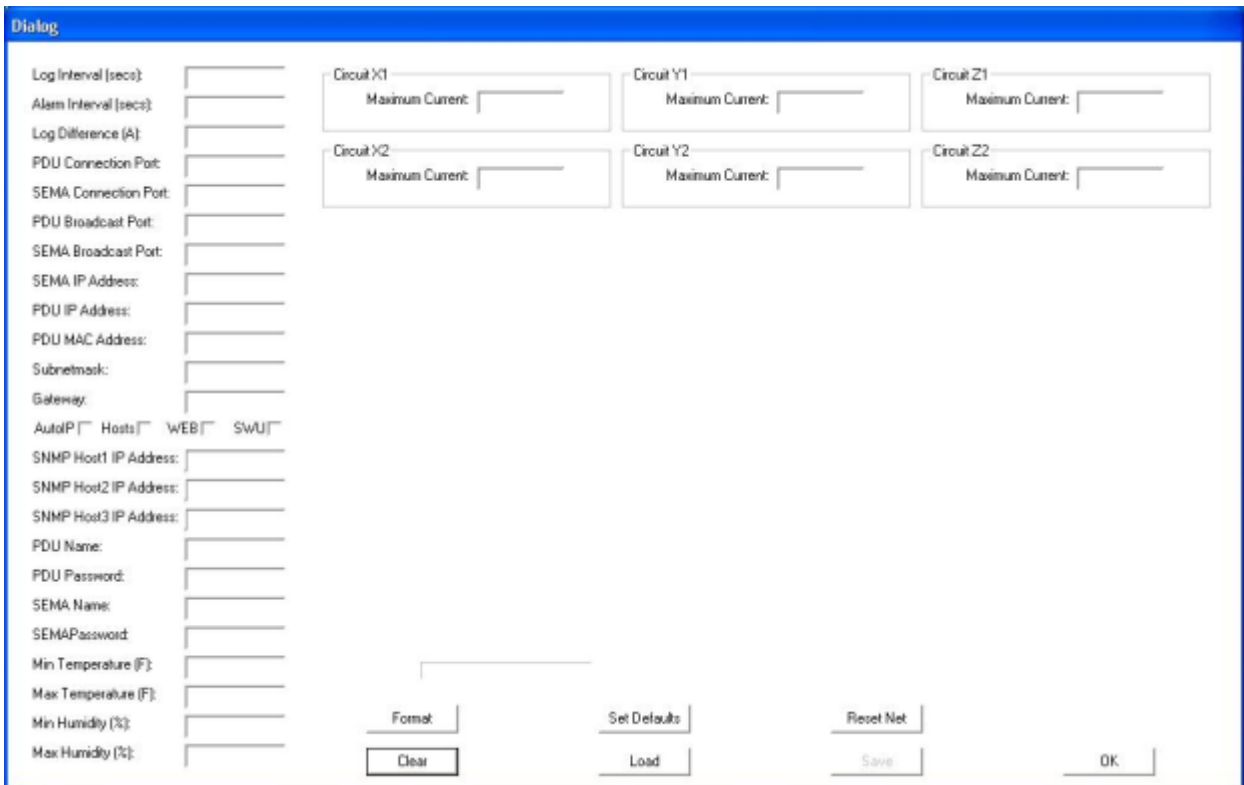 Dialog
Log Interval (secs):
Alarm Interval (secs):
Log Difference (A):
PDU Connection Port:
SEMA Connection Port:
PDU Broadcast Port:
SEMA Broadcast Port:
SEMA IP Address:
PDU IP Address:
PDU MAC Address:
Subnetmask:
Gateway:
AutoIP Hosts WEB SWU
SNMP Host1 IP Address:
SNMP Host2 IP Address:
SNMP Host3 IP Address:
PDU Name:
PDU Password:
SEMA Name:
SEMAPassword:
Min Temperature (F):
Max Temperature (F):
Min Humidity (%):
Max Humidity (%):
Circuit X1
Maximum Current:
Circuit Y1
Maximum Current:
Circuit Z1
Maximum Current:
Circuit X2
Maximum Current:
Circuit Y2
Maximum Current:
Circuit Z2
Maximum Current:
Format Set Defaults Reset Net
Clear Load Save OK